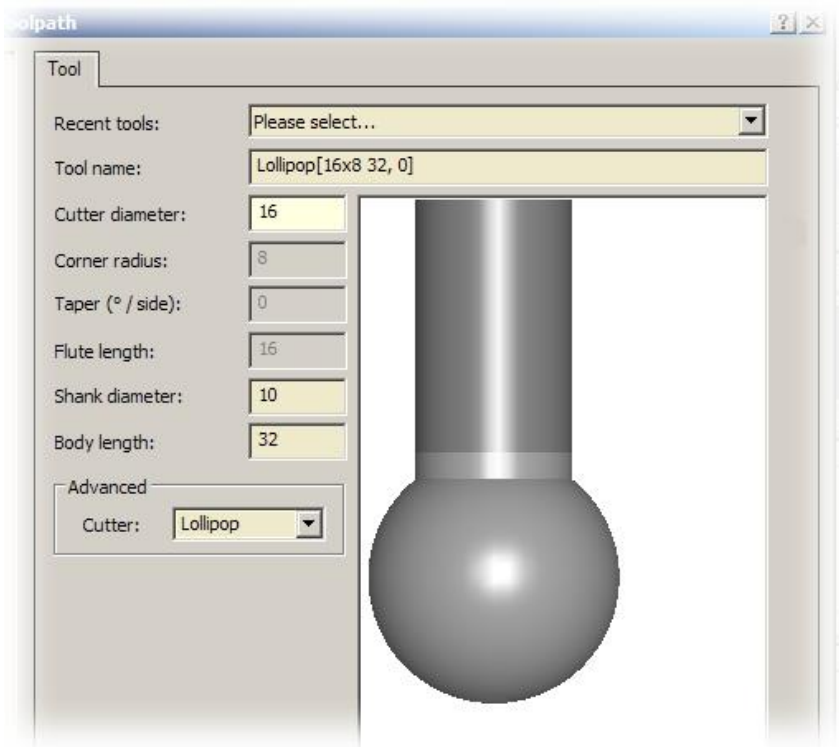 olpath
Tool
Recent tools: Please select...
Tool name: Lollipop[16x8 32, 0]
Cutter diameter: 16
Corner radius: 8
Taper (° / side): 0
Flute length: 16
Shank diameter: 10
Body length: 32
Advanced
Cutter: Lollipop